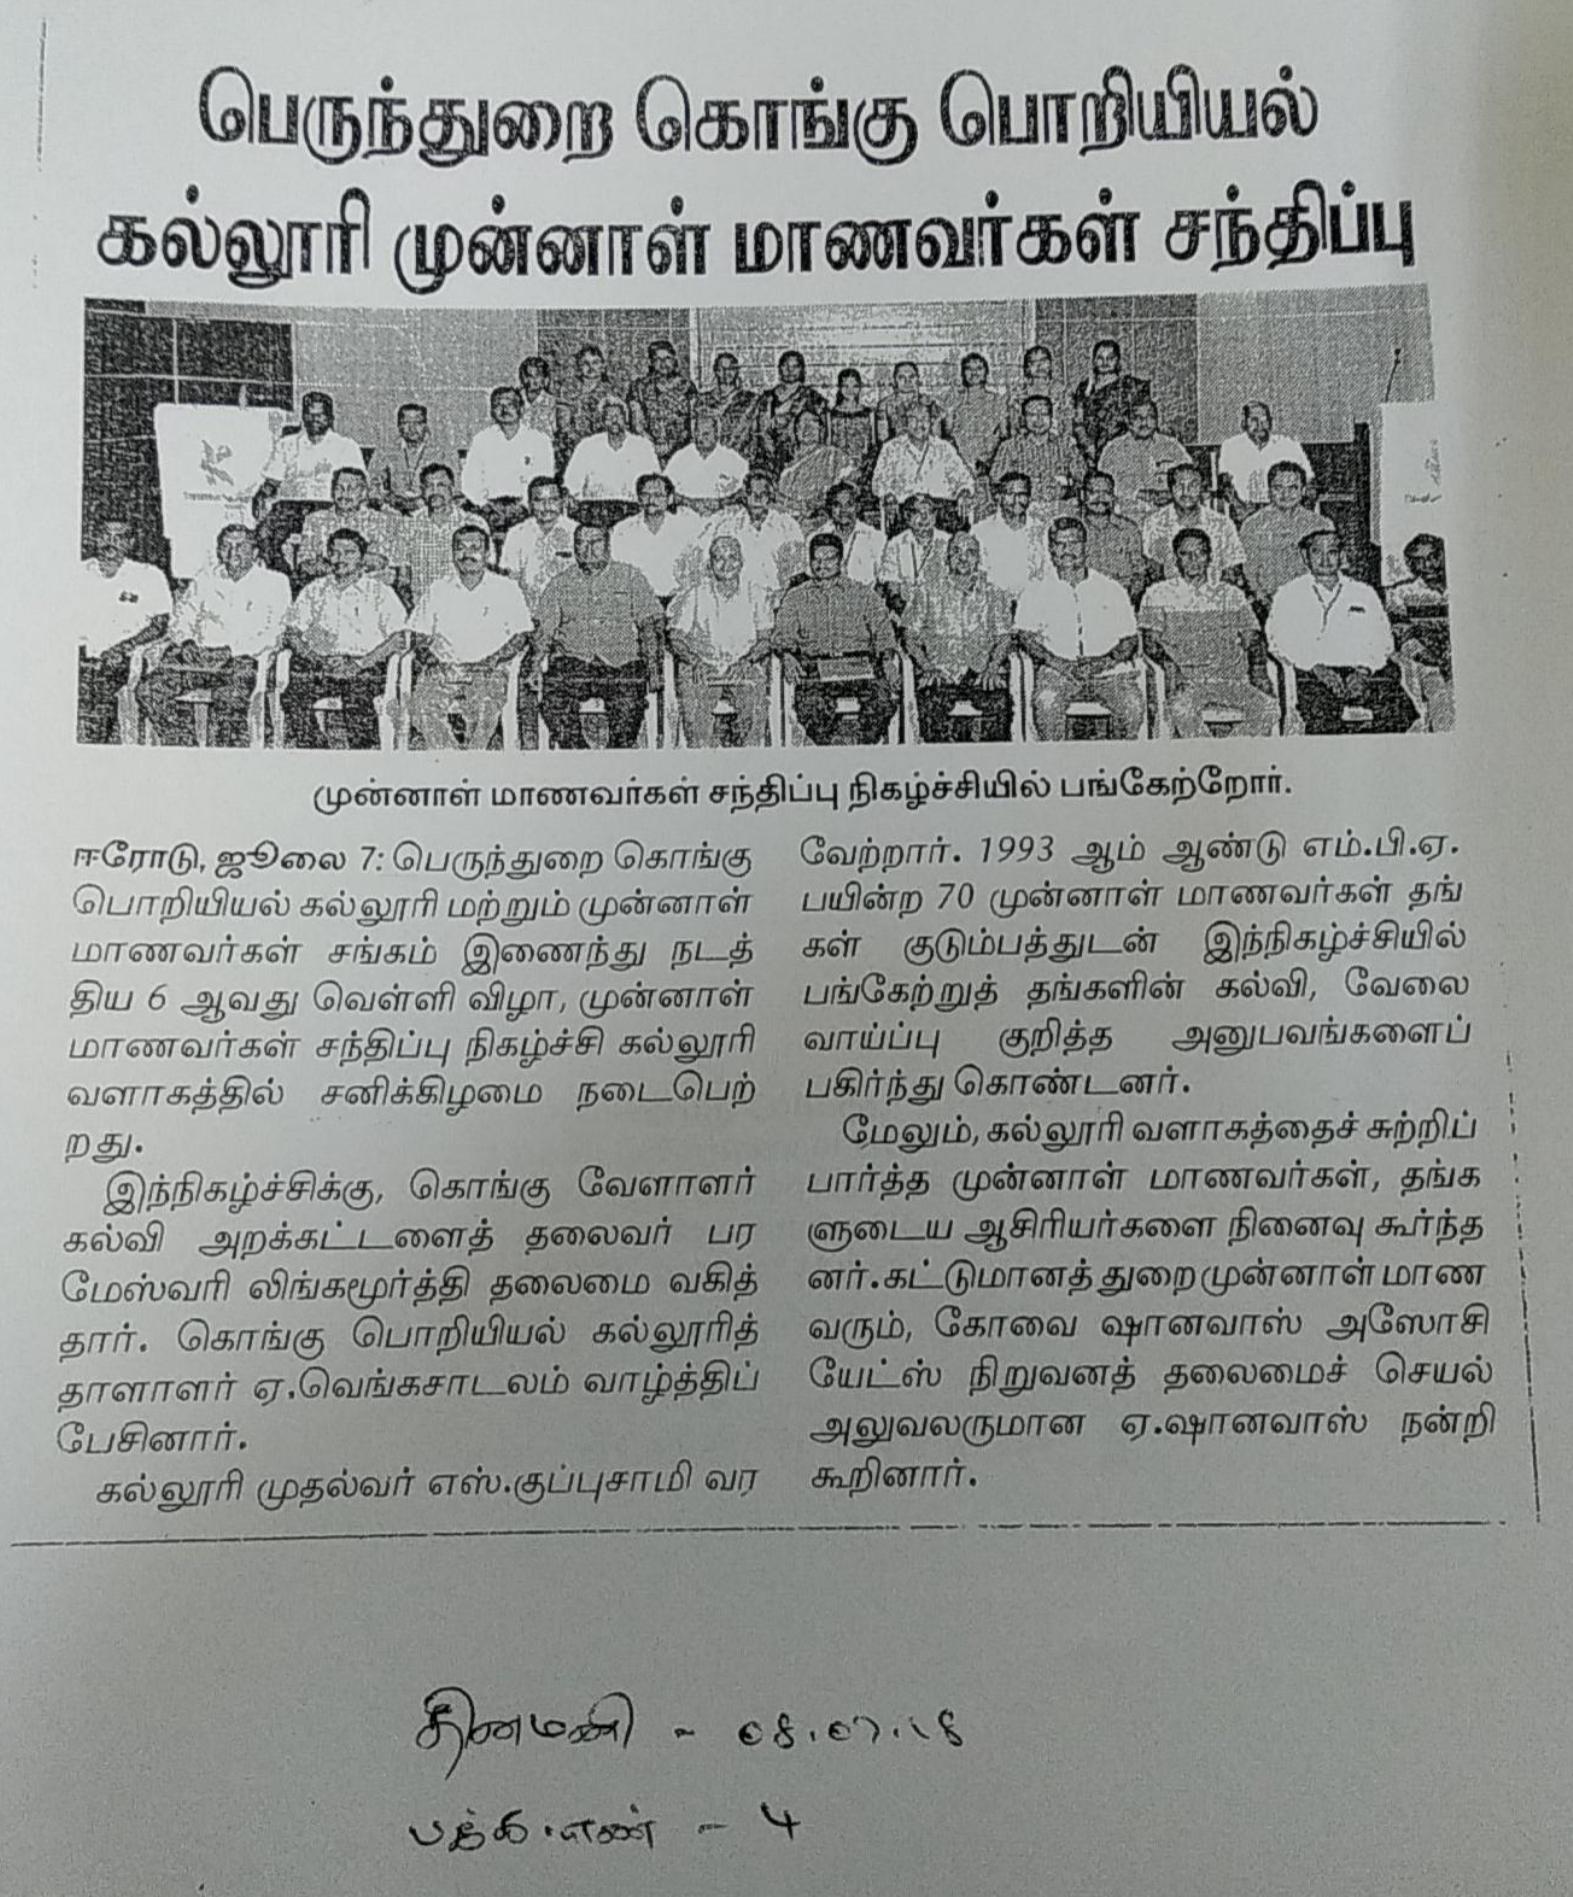 பெருந்துறை கொங்கு பொறியியல்
கல்லூரி முன்னாள் மாணவர்கள் சந்திப்பு
முன்னாள் மாணவர்கள் சந்திப்பு நிகழ்ச்சியில் பங்கேற்றோர்.
ஈரோடு, ஜூலை 7: பெருந்துறை கொங்கு
பொறியியல் கல்லூரி மற்றும் முன்னாள்
மாணவர்கள் சங்கம் இணைந்து நடத்
திய 6 ஆவது வெள்ளி விழா, முன்னாள்
மாணவர்கள் சந்திப்பு நிகழ்ச்சி கல்லூரி
வளாகத்தில் சனிக்கிழமை நடைபெற்
றது.
இந்நிகழ்ச்சிக்கு, கொங்கு வேளாளர்
கல்வி அறக்கட்டளைத் தலைவர் பர
மேஸ்வரி லிங்கமூர்த்தி தலைமை வகித்
தார். கொங்கு பொறியியல் கல்லூரித்
தாளாளர் ஏ.வெங்கசாடலம் வாழ்த்திப்
பேசினார்.
கல்லூரி முதல்வர் எஸ்.குப்புசாமி வர
வேற்றார். 1993 ஆம் ஆண்டு எம்.பி.ஏ.
பயின்ற 70 முன்னாள் மாணவர்கள் தங்
கள் குடும்பத்துடன் இந்நிகழ்ச்சியில்
பங்கேற்றுத் தங்களின் கல்வி, வேலை
வாய்ப்பு குறித்த அனுபவங்களைப்
பகிர்ந்து கொண்டனர்.
மேலும், கல்லூரி வளாகத்தைச் சுற்றிப்
பார்த்த முன்னாள் மாணவர்கள், தங்க
ளுடைய ஆசிரியர்களை நினைவு கூர்ந்த
னர். கட்டுமானத் துறை முன்னாள் மாண
வரும், கோவை ஷானவாஸ் அஸோசி
யேட்ஸ் நிறுவனத் தலைமைச் செயல்
அலுவலருமான ஏ.ஷானவாஸ் நன்றி
கூறினார்.
தினமணி - 08.07.18
பக்க.எண் - 4